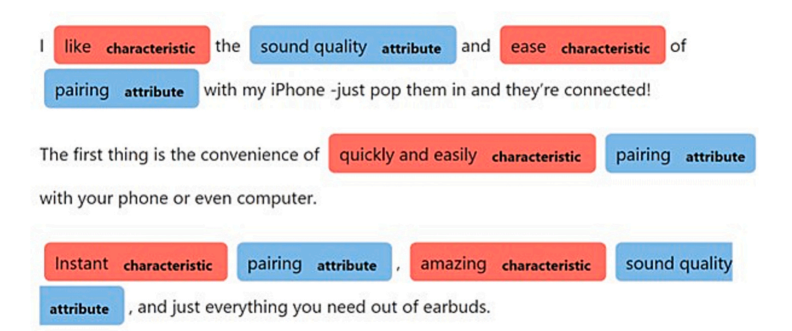 I like characteristic the sound quality attribute and ease characteristic of
pairing attribute with my iPhone -just pop them in and they're connected!
The first thing is the convenience of quickly and easily characteristic pairing attribute
with your phone or even computer.
Instant characteristic pairing attribute , amazing characteristic sound quality
attribute , and just everything you need out of earbuds.